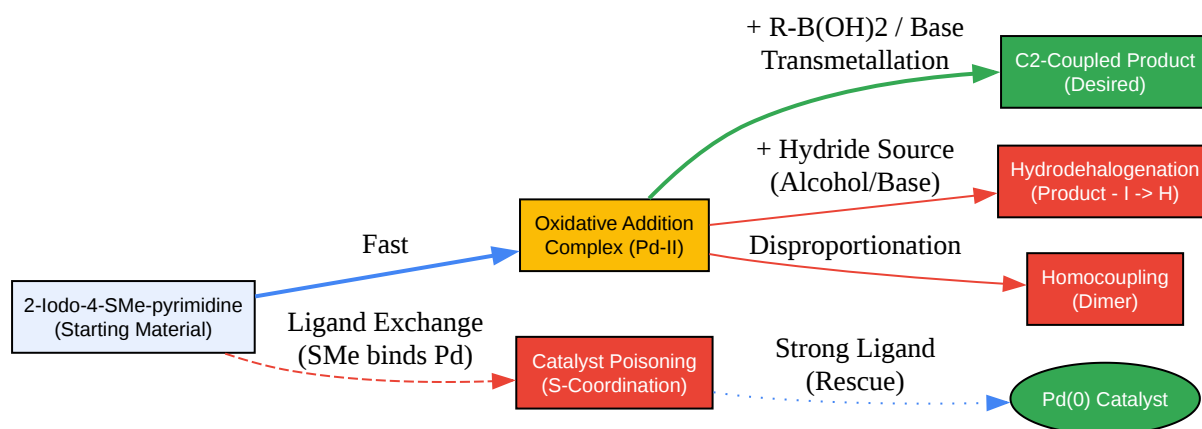 + R-B(OH)2 / Base
Transmetallation
C2-Coupled Product
(Desired)
+ Hydride Source
(Alcohol/Base)
Hydrodehalogenation
(Product - I -> H)
Oxidative Addition
Complex (Pd-II)
Fast
Disproportionation
Homocoupling
(Dimer)
2-Iodo-4-SMe-pyrimidine
(Starting Material)
Ligand Exchange
(SMe binds Pd)
Catalyst Poisoning
(S-Coordination)
Strong Ligand
(Rescue)
Pd(0) Catalyst